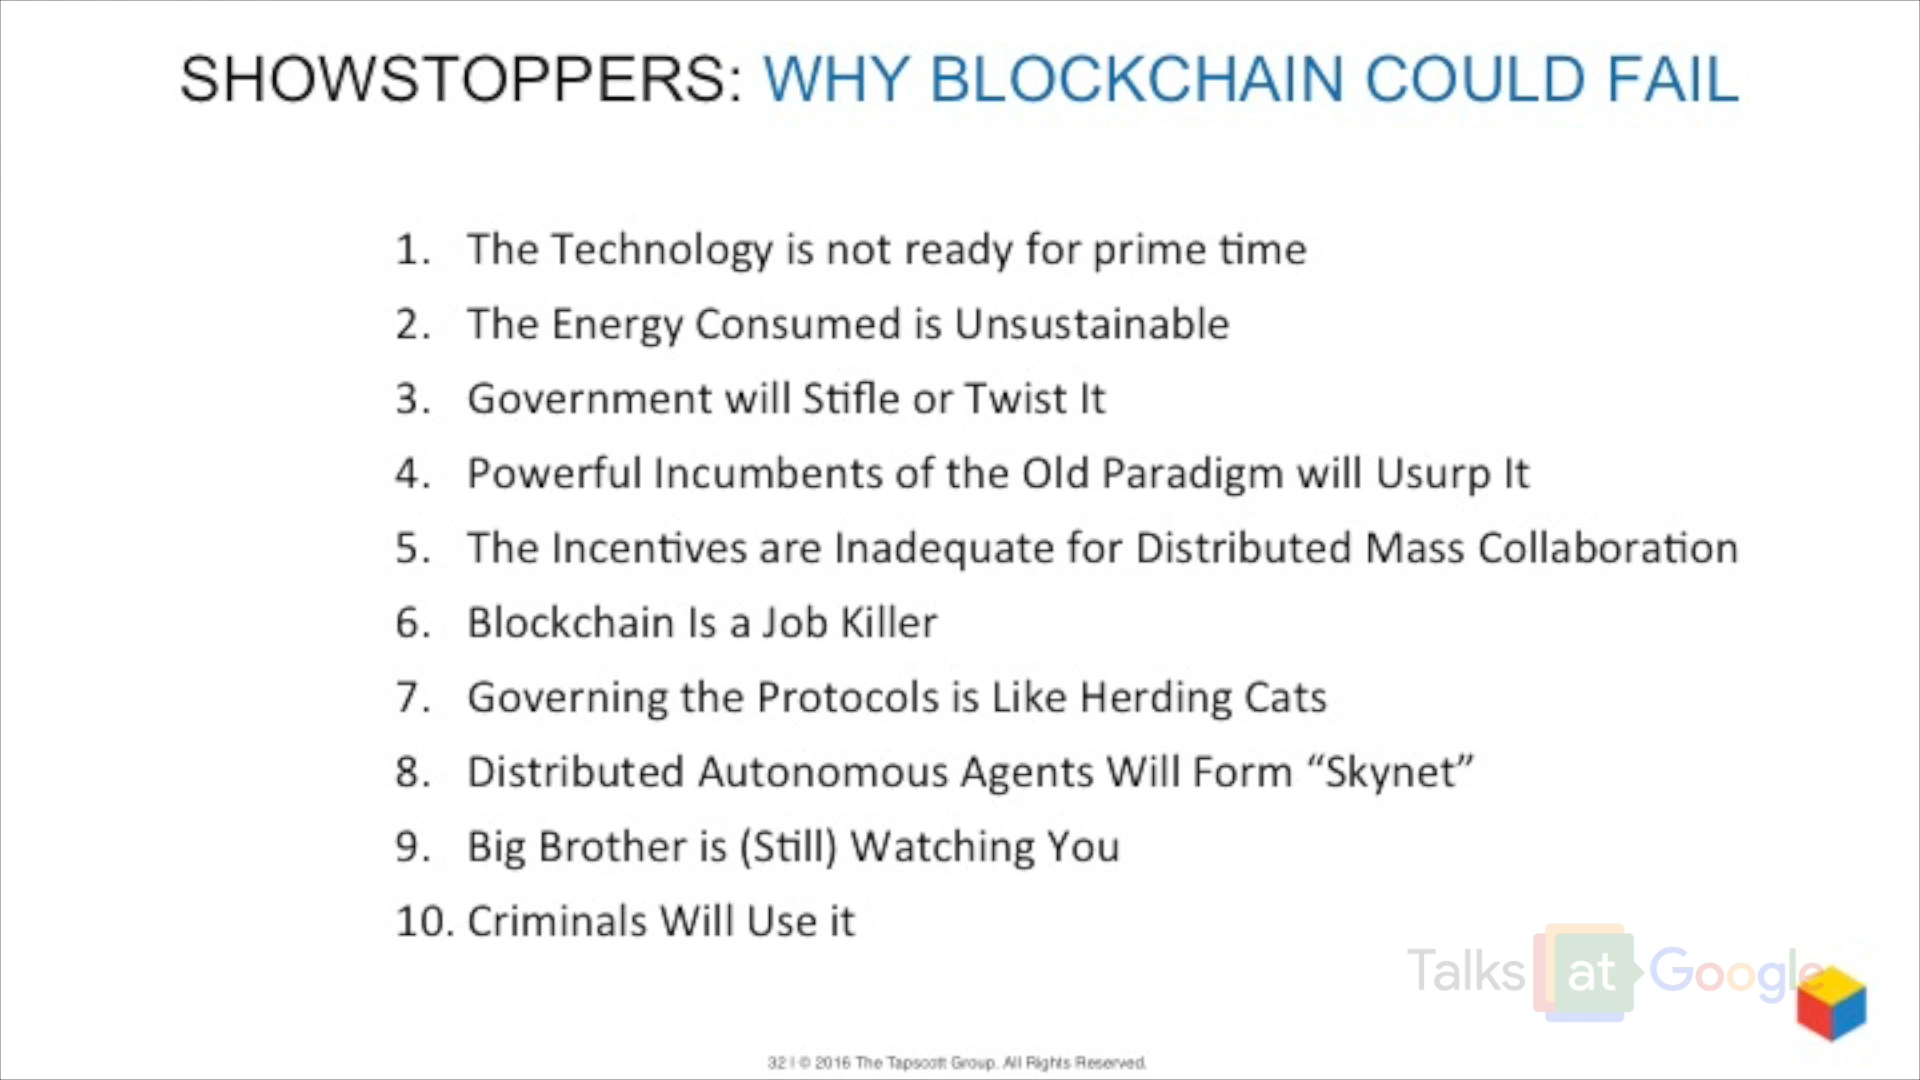 SHOWSTOPPERS: WHY BLOCKCHAIN COULD FAIL
1. The Technology is not ready for prime time
2. The Energy Consumed is Unsustainable
3. Government will Stifle or Twist It
4. Powerful Incumbents of the Old Paradigm will Usurp It
5. The Incentives are Inadequate for Distributed Mass Collaboration
6. Blockchain Is a Job Killer
7. Governing the Protocols is Like Herding Cats
8. Distributed Autonomous Agents Will Form “Skynet”
9. Big Brother is (Still) Watching You
10. Criminals Will Use it
Talks at Google
32 | © 2016 The Tapscott Group. All Rights Reserved.